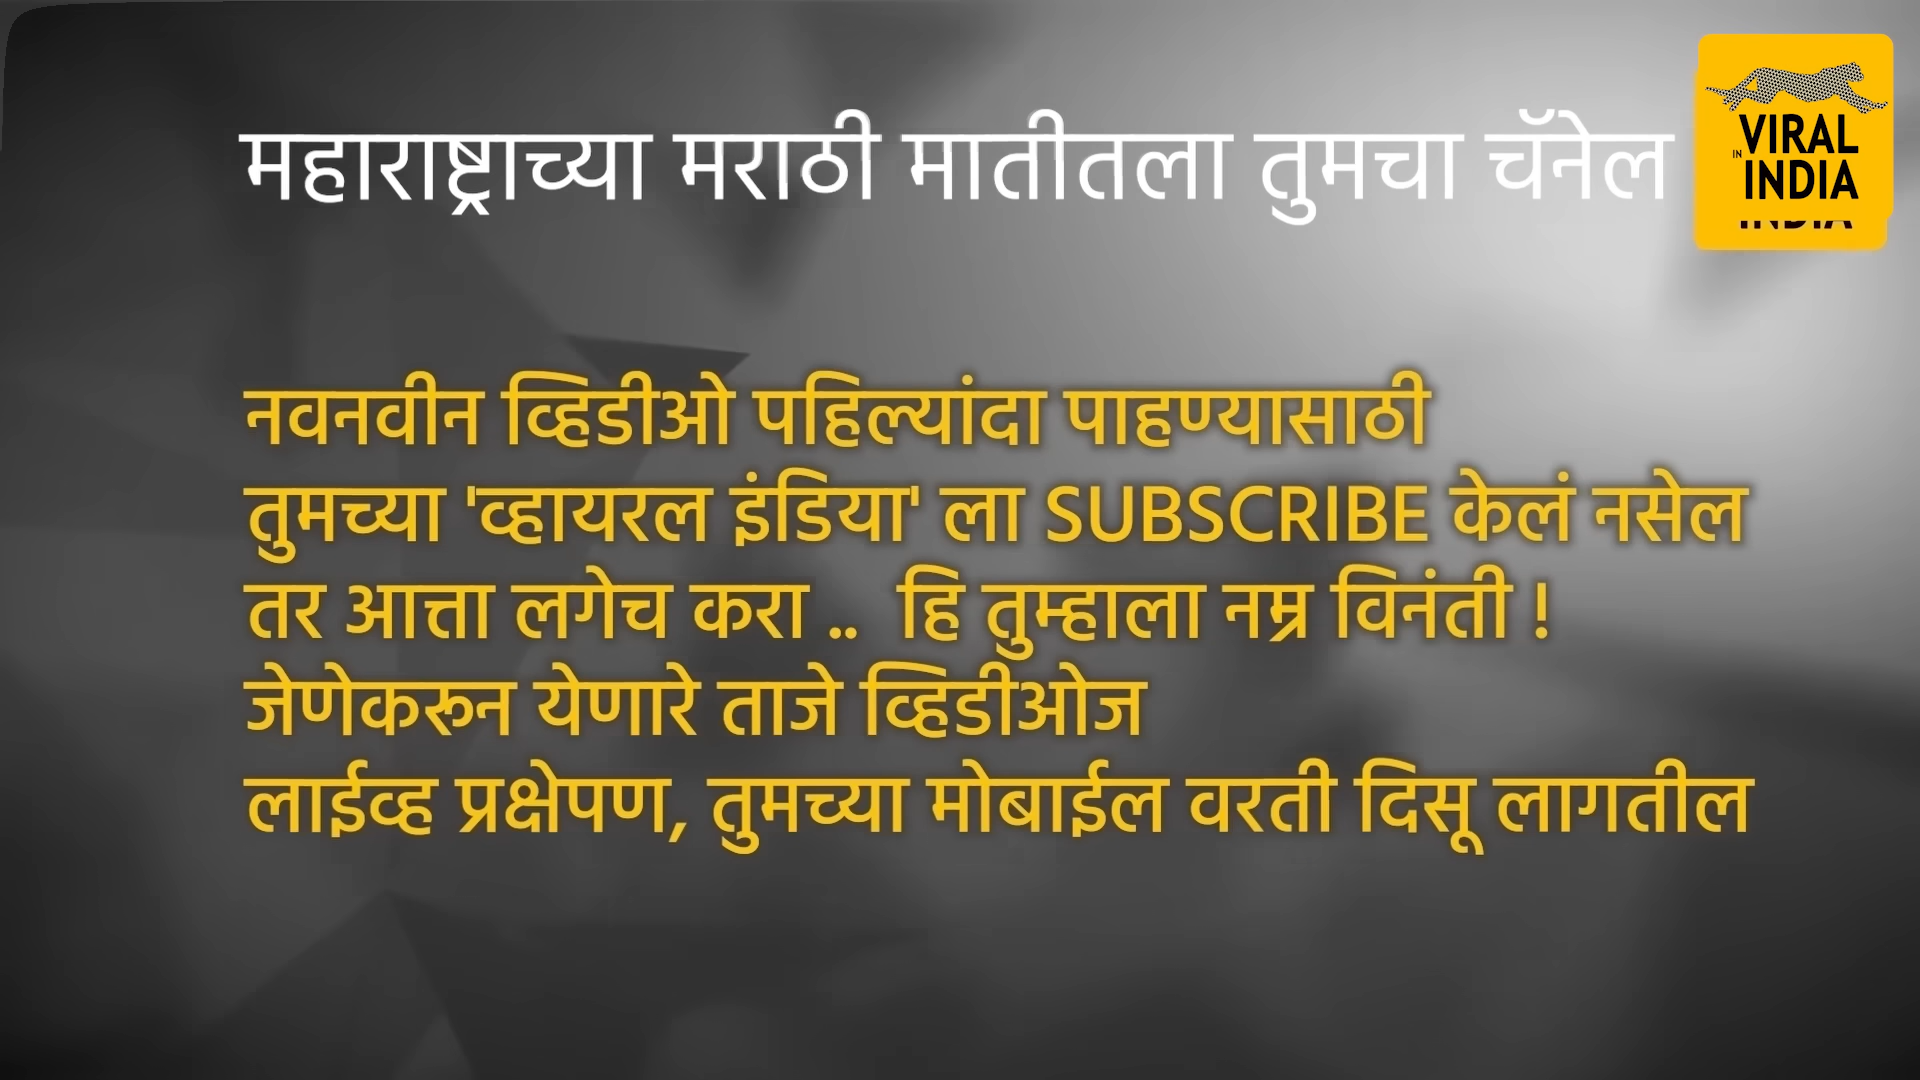 महाराष्ट्राच्या मराठी मातीतला तुमचा चॅनेल
VIRAL
IN INDIA
नवनवीन व्हिडीओ पहिल्यांदा पाहण्यासाठी
तुमच्या 'व्हायरल इंडिया' ला SUBSCRIBE केलं नसेल
तर आत्ता लगेच करा ..  हि तुम्हाला नम्र विनंती !
जेणेकरून येणारे ताजे व्हिडीओज
लाईव्ह प्रक्षेपण, तुमच्या मोबाईल वरती दिसू लागतील